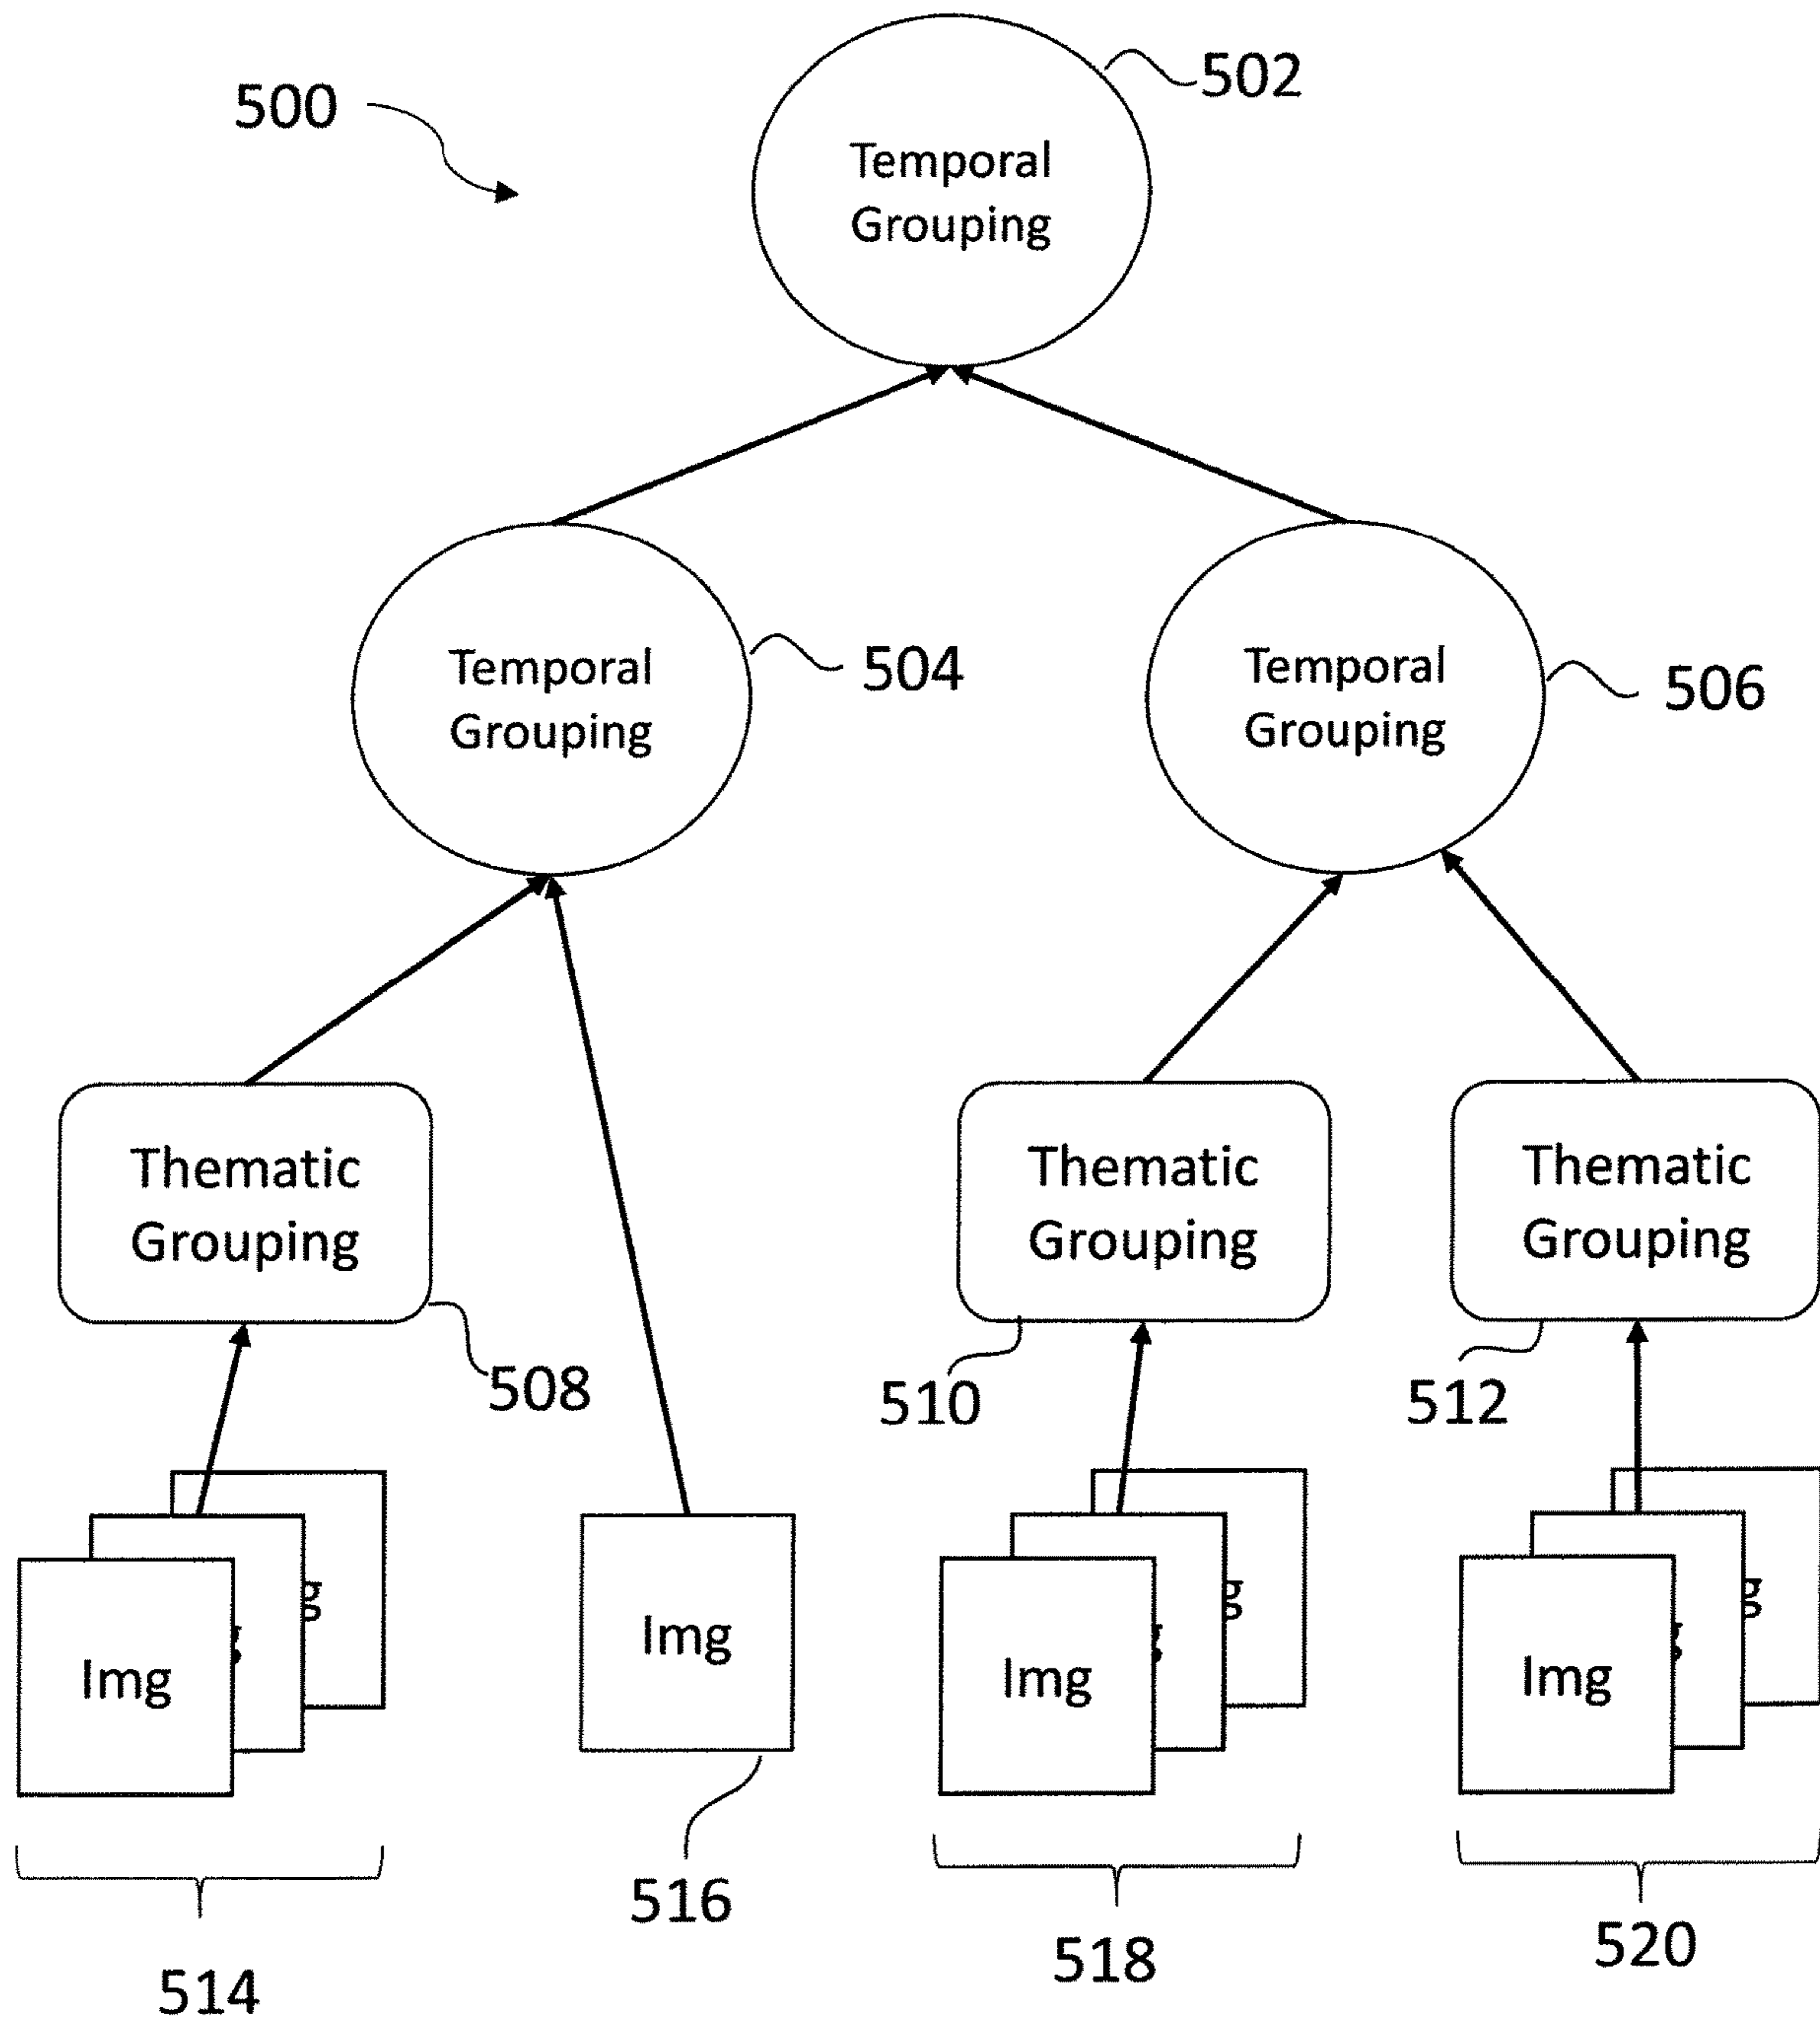 502
500
Temporal
Grouping
Temporal
Grouping
504
Temporal
Grouping
506
Thematic
Grouping
Thematic
Grouping
Thematic
Grouping
508
510
512
g
g
g
Img
g
Img
Img
g
Img
g
516
518
520
514